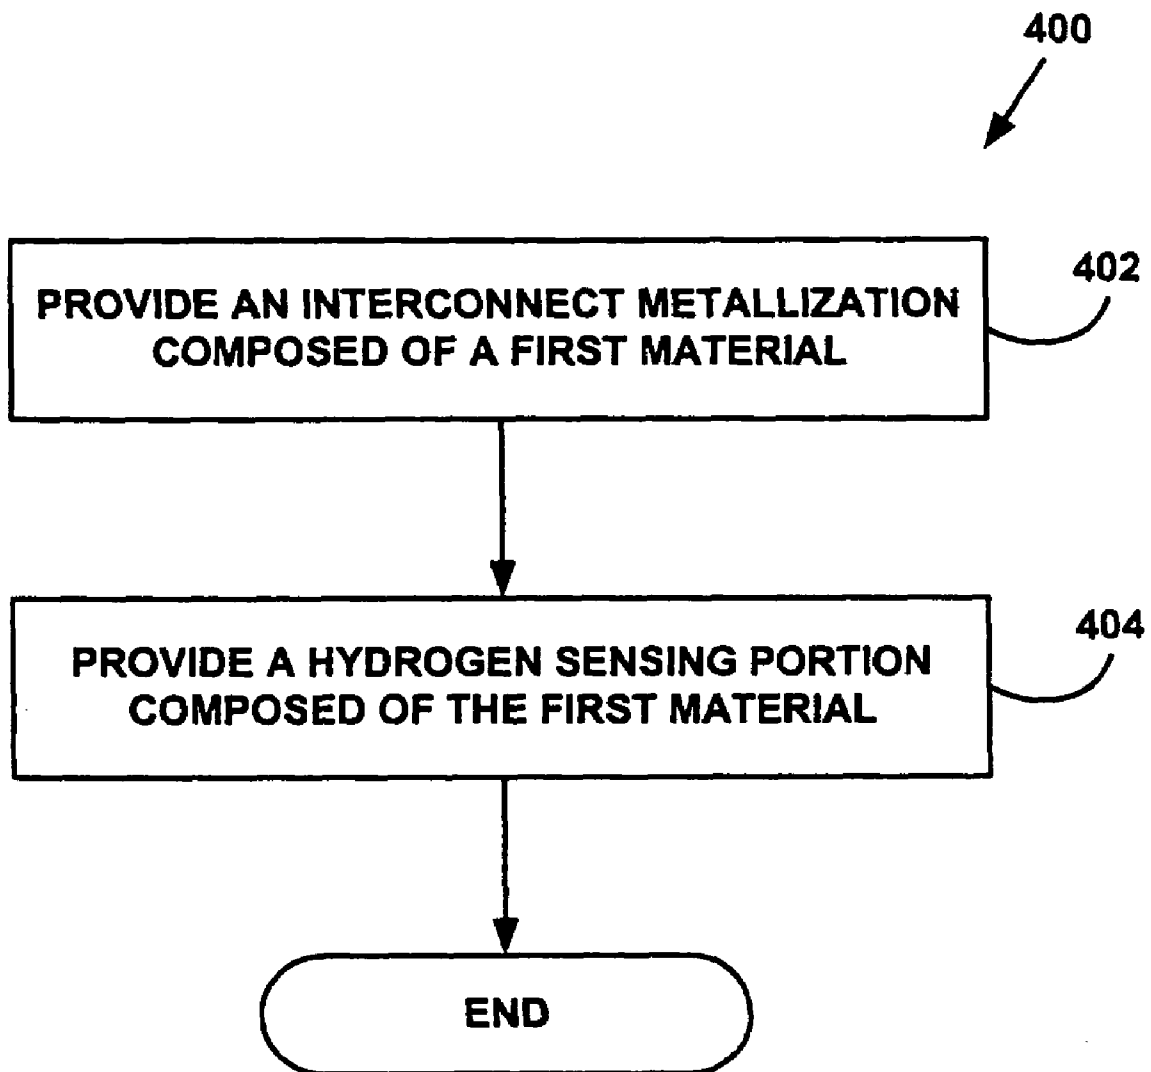 400
PROVIDE AN INTERCONNECT METALLIZATION
COMPOSED OF A FIRST MATERIAL
402
PROVIDE A HYDROGEN SENSING PORTION
COMPOSED OF THE FIRST MATERIAL
404
END